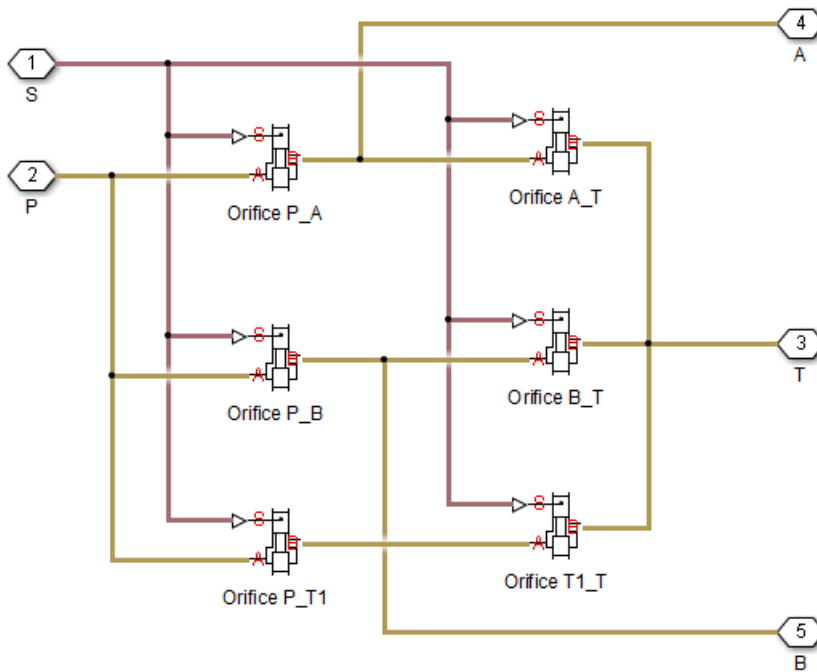 4
A
1
S
S
S
B
B
A
A
2
P
Orifice P_A
Orifice A_T
S
S
B
B
A
A
3
T
Orifice P_B
Orifice B_T
S
S
B
B
A
A
Orifice P_T1
Orifice T1_T
5
B